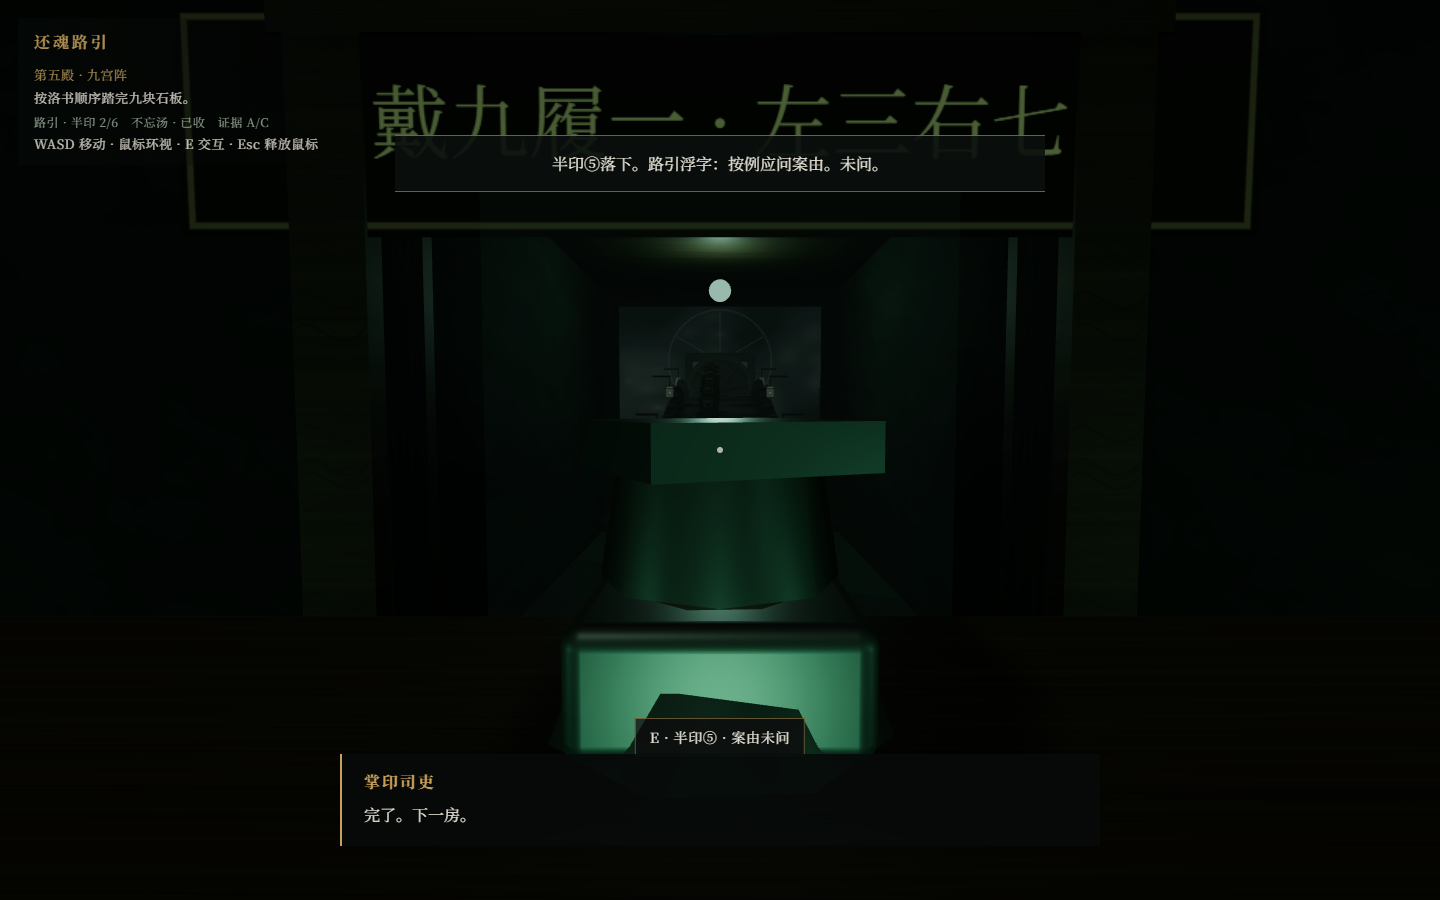 还魂路引
第五殿 · 九宫阵
按洛书顺序踏完九块石板。
路引 · 半印 2/6 不忘汤 · 已收 证据 A/C
WASD 移动 · 鼠标环视 · E 交互 · Esc 释放鼠标
戴九履一 · 左三右七
半印⑤落下。路引浮字：按例应问案由。未问。
E · 半印⑤ · 案由未问
掌印司吏
完了。下一房。